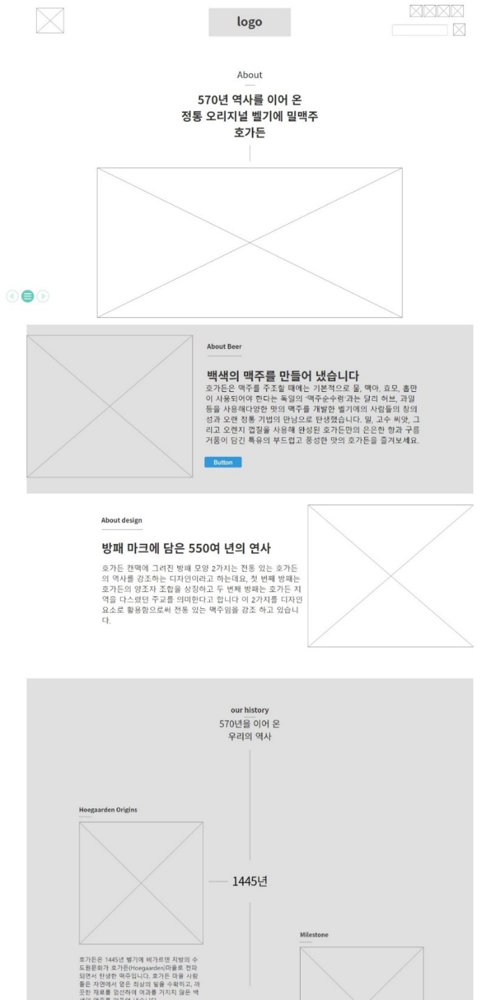 logo
About
570년 역사를 이어 온
정통 오리지널 벨기에 밀맥주
호가든
About Beer
백색의 맥주를 만들어 냈습니다
호가든은 맥주를 주조할 때에는 기본적으로 물, 맥아, 효모, 홉만
이 사용되어야 한다는 독일의 '맥주순수령'과는 달리 허브, 과일
등을 사용해다양한 맛의 맥주를 개발한 벨기에의 사람들의 창의
성과 오랜 정통 기법의 만남으로 탄생했습니다. 밀, 고수 씨앗, 그
리고 오렌지 껍질을 사용해 완성된 호가든만의 은은한 향과 구름
거품이 담긴 특유의 부드럽고 풍성한 맛의 호가든을 즐겨보세요.
Button
About design
방패 마크에 담은 550여 년의 연사
호가든 캔맥에 그려진 방패 모양 2가지는 전통 있는 호가든
의 역사를 강조하는 디자인이라고 하는데요, 첫 번째 방패는
호가든의 양조자 조합을 상징하고 두 번째 방패는 호가든 지
역을 다스렸던 주교를 의미한다고 합니다 이 2가지를 디자인
요소로 활용함으로써 전통 있는 맥주임을 강조 하고 있습니
다.
our history
570년을 이어 온
우리의 역사
Hoegaarden Origins
1445년
Milestone
호가든은 1445년 벨기에 비가르덴 지방의 수
도원문화가 호가든(Hoegaarden)마을로 전파
되면서 탄생한 맥주입니다. 호가든 마을 사람
들은 자연에서 얻은 최상의 밀을 수확하고, 깨
끗한 재료를 엄선하여 여과를 거치지 않은 백